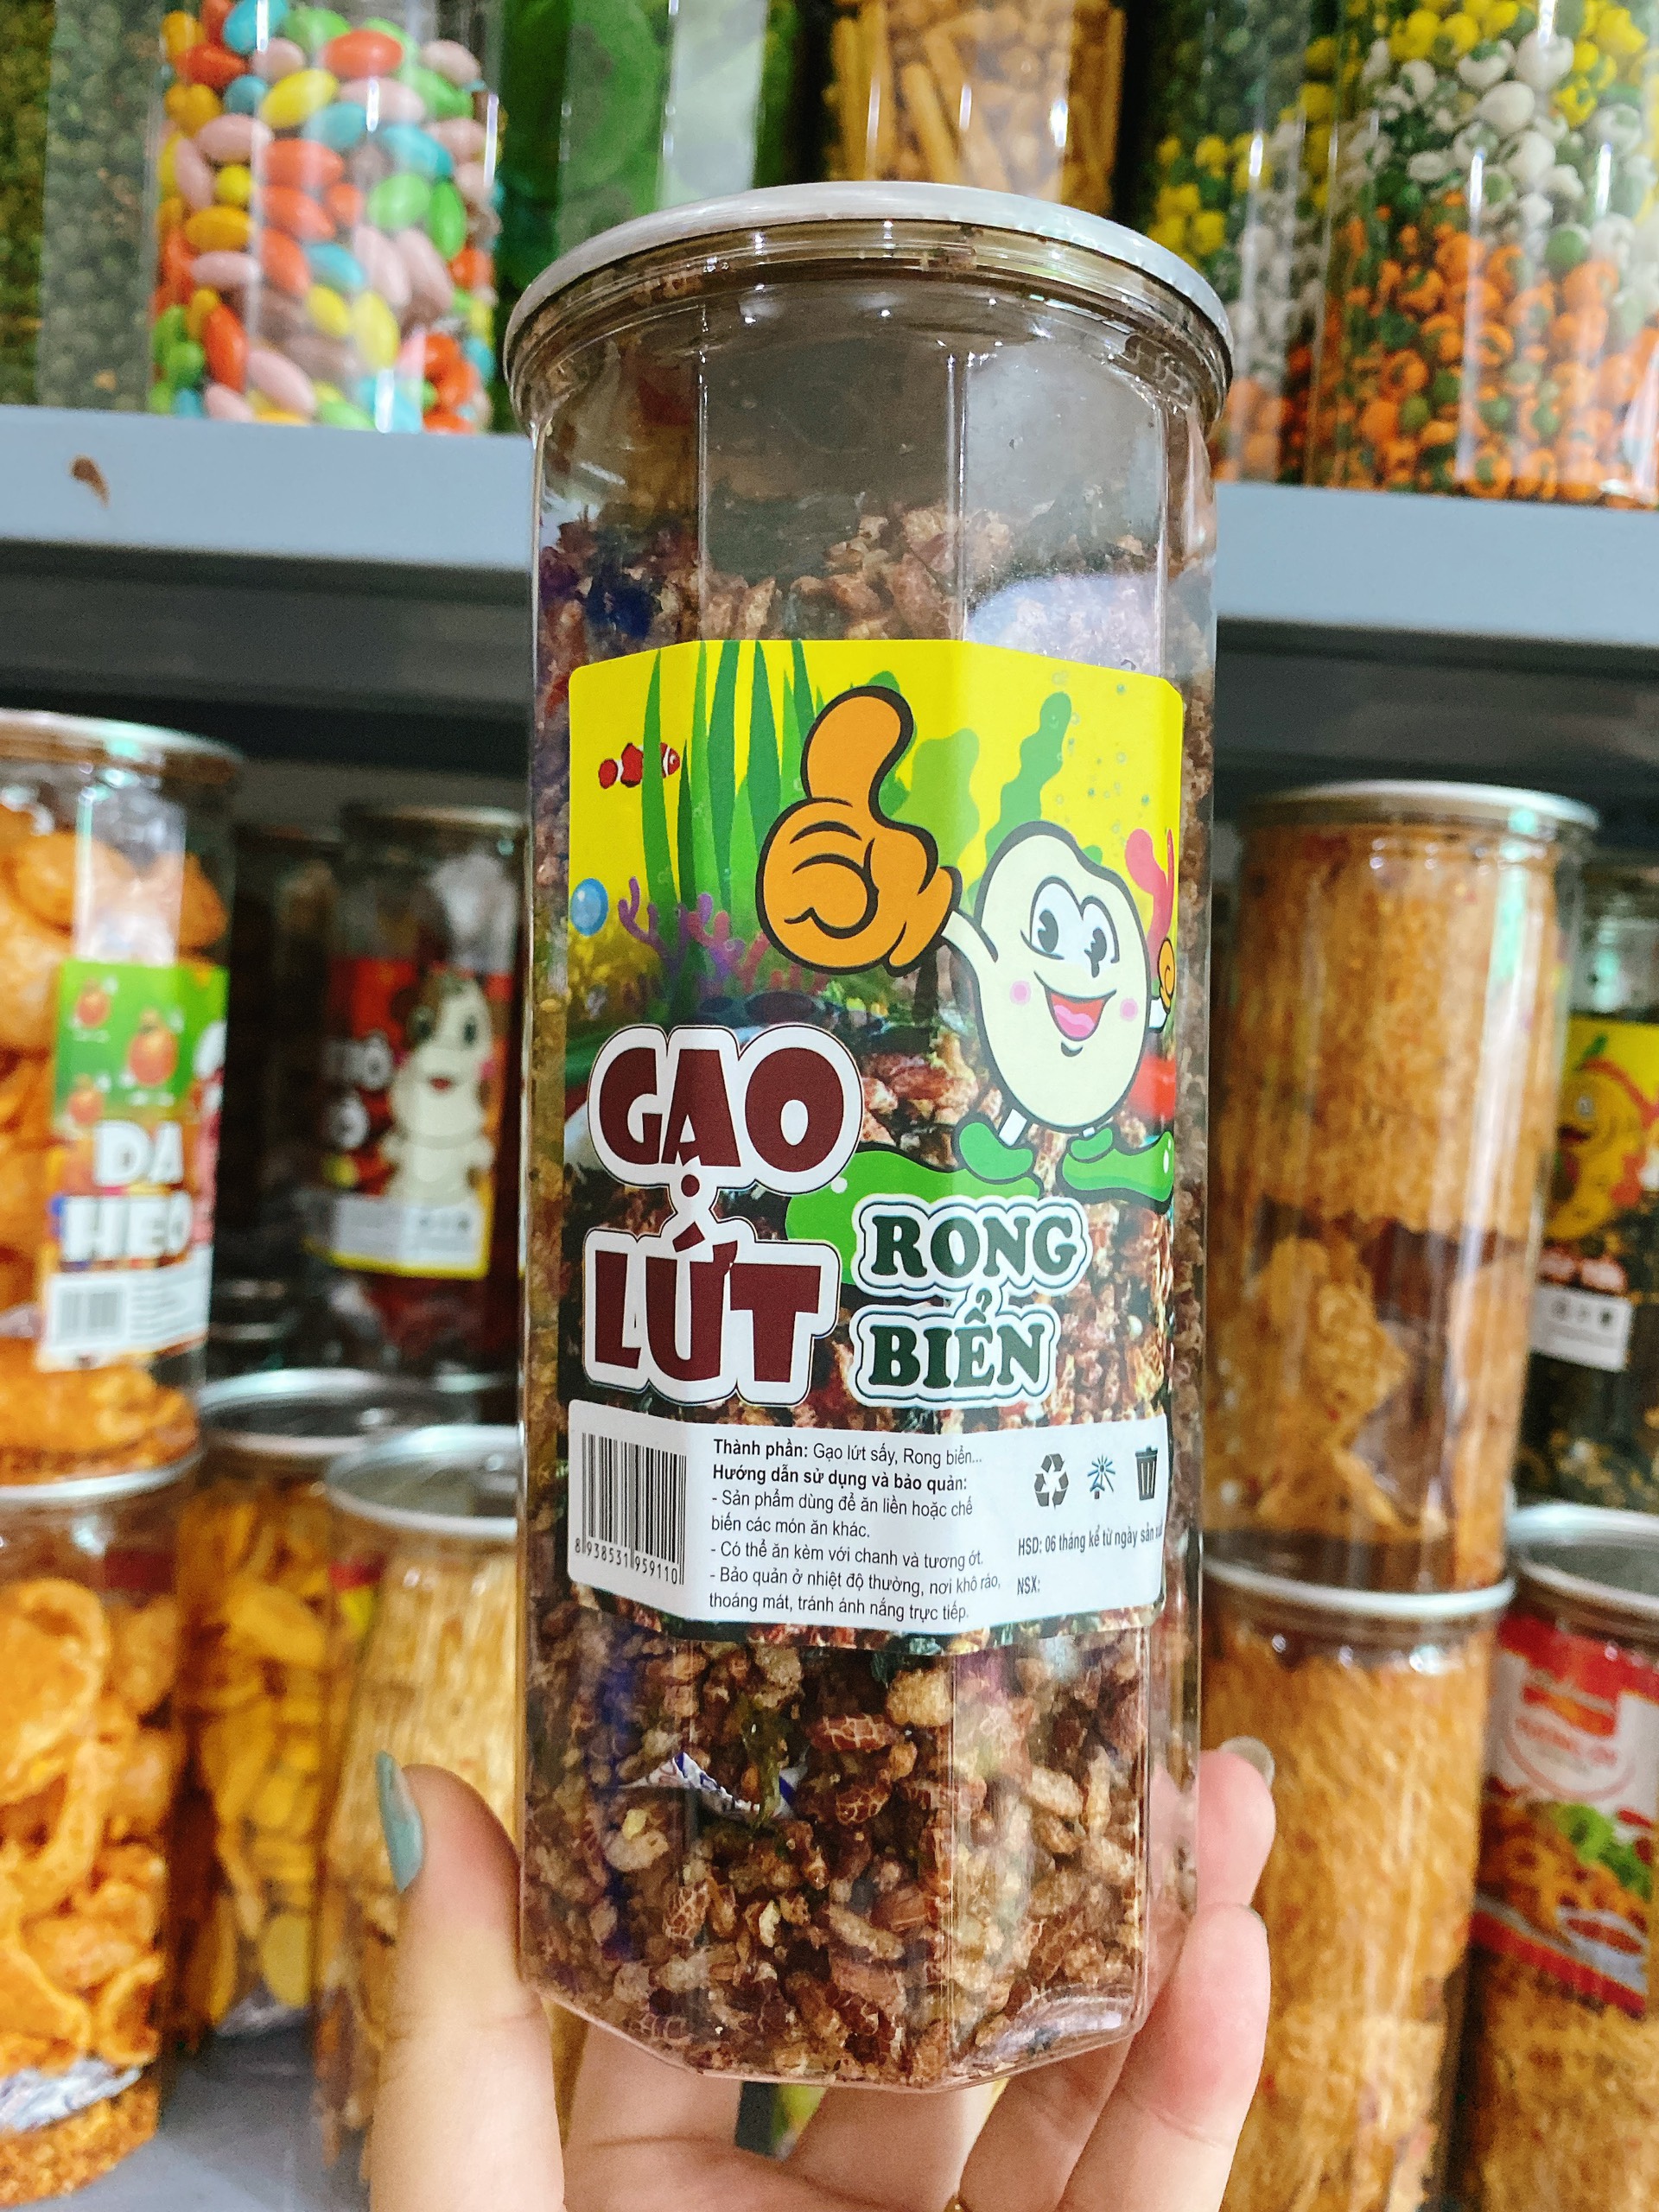 GẠO
LỨT
RONG
BIỂN
Thành phần: Gạo lứt sấy, Rong biển...
Hướng dẫn sử dụng và bảo quản:
- Sản phẩm dùng để ăn liền hoặc chế
biến các món ăn khác.
- Có thể ăn kèm với chanh và tương ớt.
- Bảo quản ở nhiệt độ thường, nơi khô ráo,
thoáng mát, tránh ánh nắng trực tiếp.
HSD: 06 tháng kể từ ngày sản
NSX:
8 938531 959110
DA
HEO